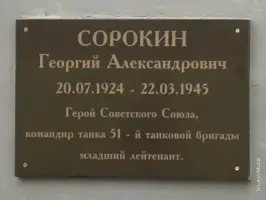 СОРОКИН
Георгий Александрович
20.07.1924 - 22.03.1945
Герой Советского Союза,
командир танка 51 - й танковой бригады
младший лейтенант.
VladMor